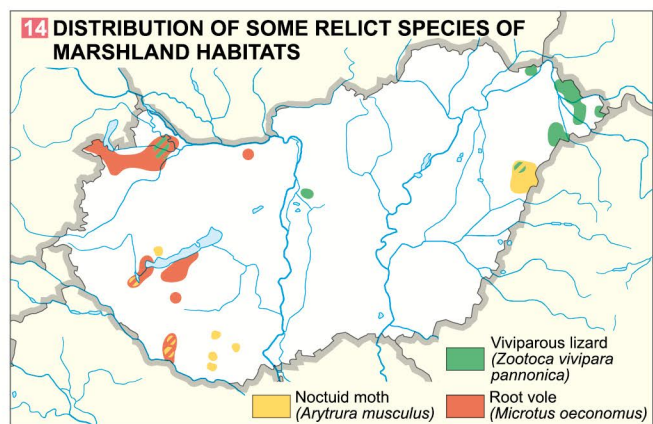 14 DISTRIBUTION OF SOME RELICT SPECIES OF
MARSHLAND HABITATS
Viviparous lizard
(Zootoca vivipara
pannonica)
Noctuid moth
(Arytrura musculus)
Root vole
(Microtus oeconomus)